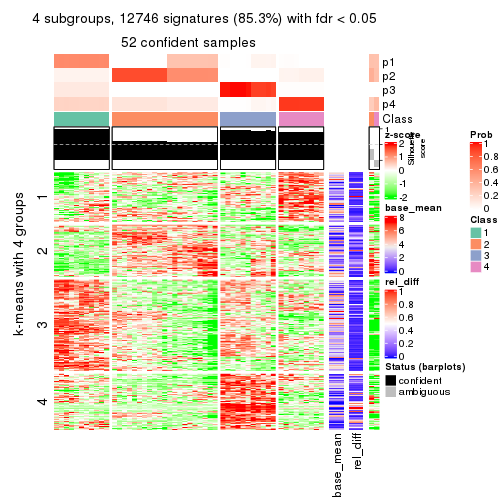 4 subgroups, 12746 signatures (85.3%) with fdr < 0.05
52 confident samples
p1
p2
p3
p4
Class
1
Silhouette
score
k-means with 4 groups
1
2
3
4
base_mean
rel_diff
z-score
2
1
0
-1
-2
base_mean
8
6
4
2
0
rel_diff
1
0.8
0.6
0.4
0.2
0
Status (barplots)
confident
ambiguous
Prob
1
0.8
0.6
0.4
0.2
0
Class
1
2
3
4